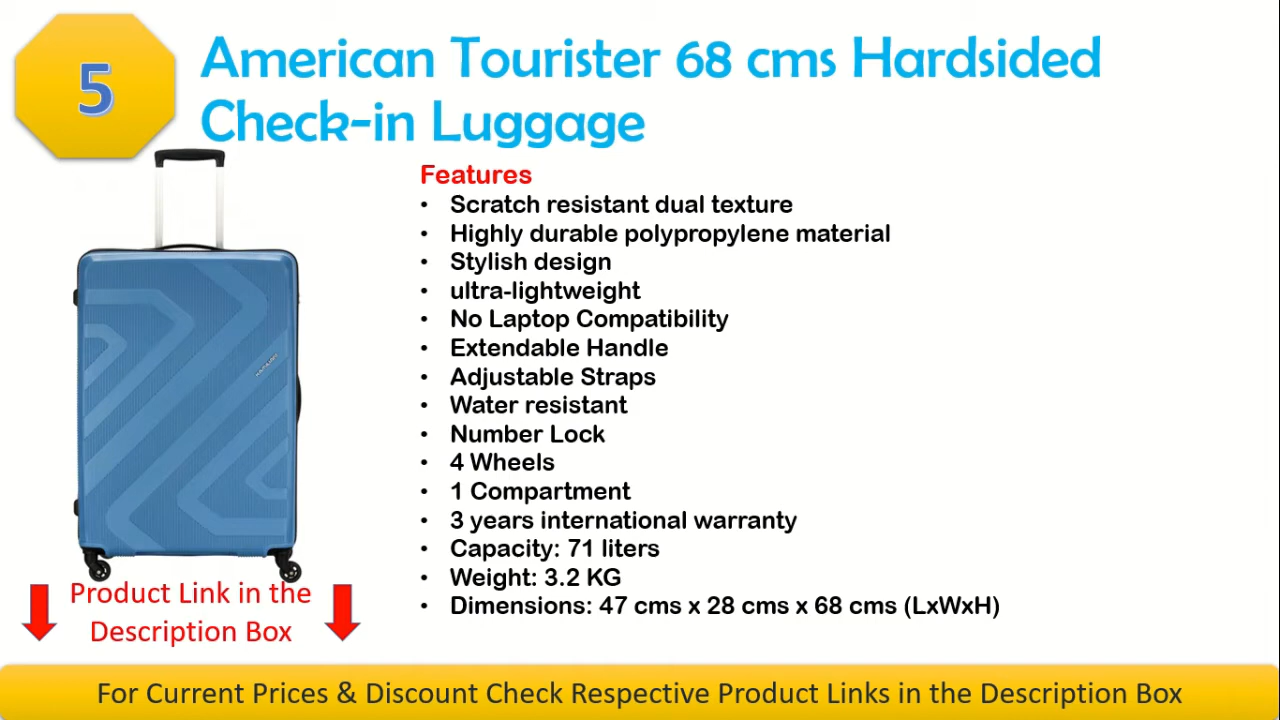 5
American Tourister 68 cms Hardsided
Check-in Luggage
Features
• Scratch resistant dual texture
• Highly durable polypropylene material
• Stylish design
• ultra-lightweight
• No Laptop Compatibility
• Extendable Handle
• Adjustable Straps
• Water resistant
• Number Lock
• 4 Wheels
• 1 Compartment
• 3 years international warranty
• Capacity: 71 liters
• Weight: 3.2 KG
• Dimensions: 47 cms x 28 cms x 68 cms (LxWxH)
Product Link in the
Description Box
For Current Prices & Discount Check Respective Product Links in the Description Box